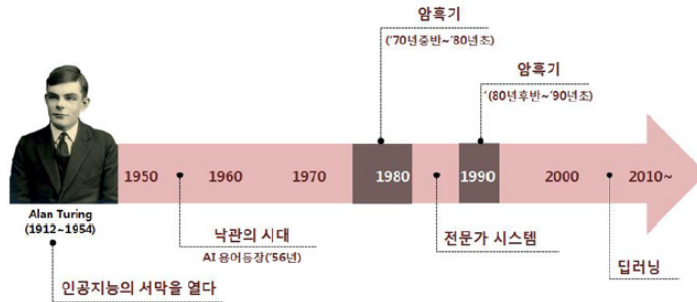 암흑기
('70년중반~'80년초)
암흑기
'(80년후반~'90년초)
1950 1960 1970 1980 1990 2000 2010~
Alan Turing
(1912~1954)
낙관의 시대
AI 용어등장('56년)
전문가 시스템
딥러닝
인공지능의 서막을 열다